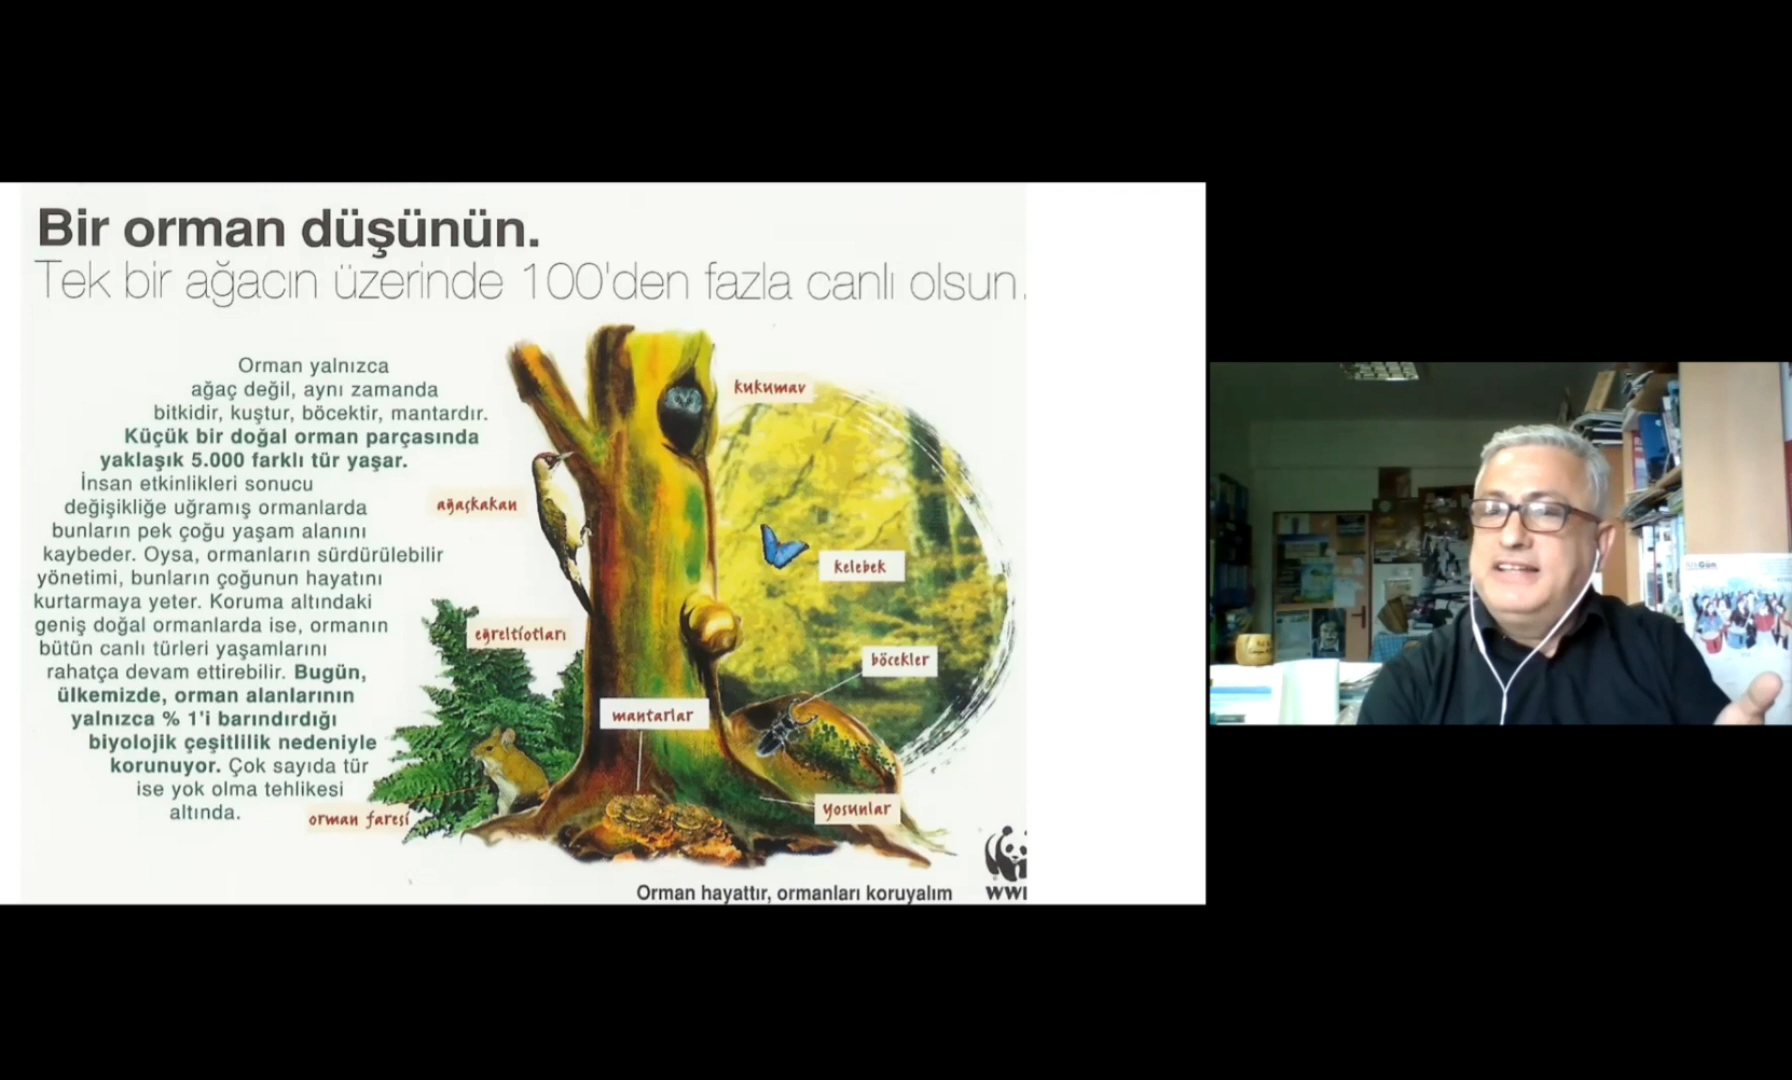 Bir orman düşünün.
Tek bir ağacın üzerinde 100'den fazla canlı olsun.
Orman yalnızca
ağaç değil, aynı zamanda
bitkidir, kuştur, böcektir, mantardır.
Küçük bir doğal orman parçasında
yaklaşık 5.000 farklı tür yaşar.
İnsan etkinlikleri sonucu
değişikliğe uğramış ormanlarda
bunların pek çoğu yaşam alanını
kaybeder. Oysa, ormanların sürdürülebilir
yönetimi, bunların çoğunun hayatını
kurtarmaya yeter. Koruma altındaki
geniş doğal ormanlarda ise, ormanın
bütün canlı türleri yaşamlarını
rahatça devam ettirebilir. Bugün,
ülkemizde, orman alanlarının
yalnızca % 1'i barındırdığı
biyolojik çeşitlilik nedeniyle
korunuyor. Çok sayıda tür
ise yok olma tehlikesi
altında.
kukumav
ağaçkakan
kelebek
eğreltiotları
böcekler
mantarlar
yosunlar
orman faresi
Orman hayattır, ormanları koruyalım
WWF